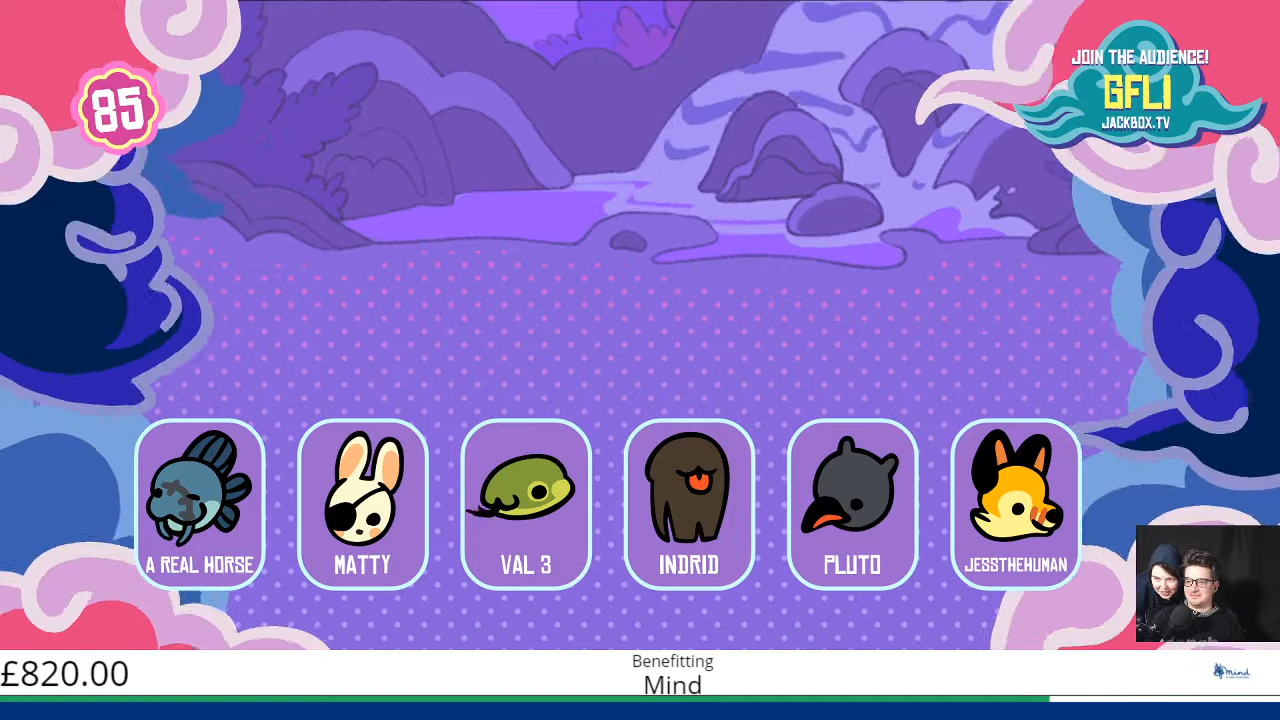 85
JOIN THE AUDIENCE!
GFLI
JACKBOX.TV
A REAL HORSE
MATTY
VAL 3
INDRID
PLUTO
JESSTHEHUMAN
£820.00
Benefitting
Mind
mind